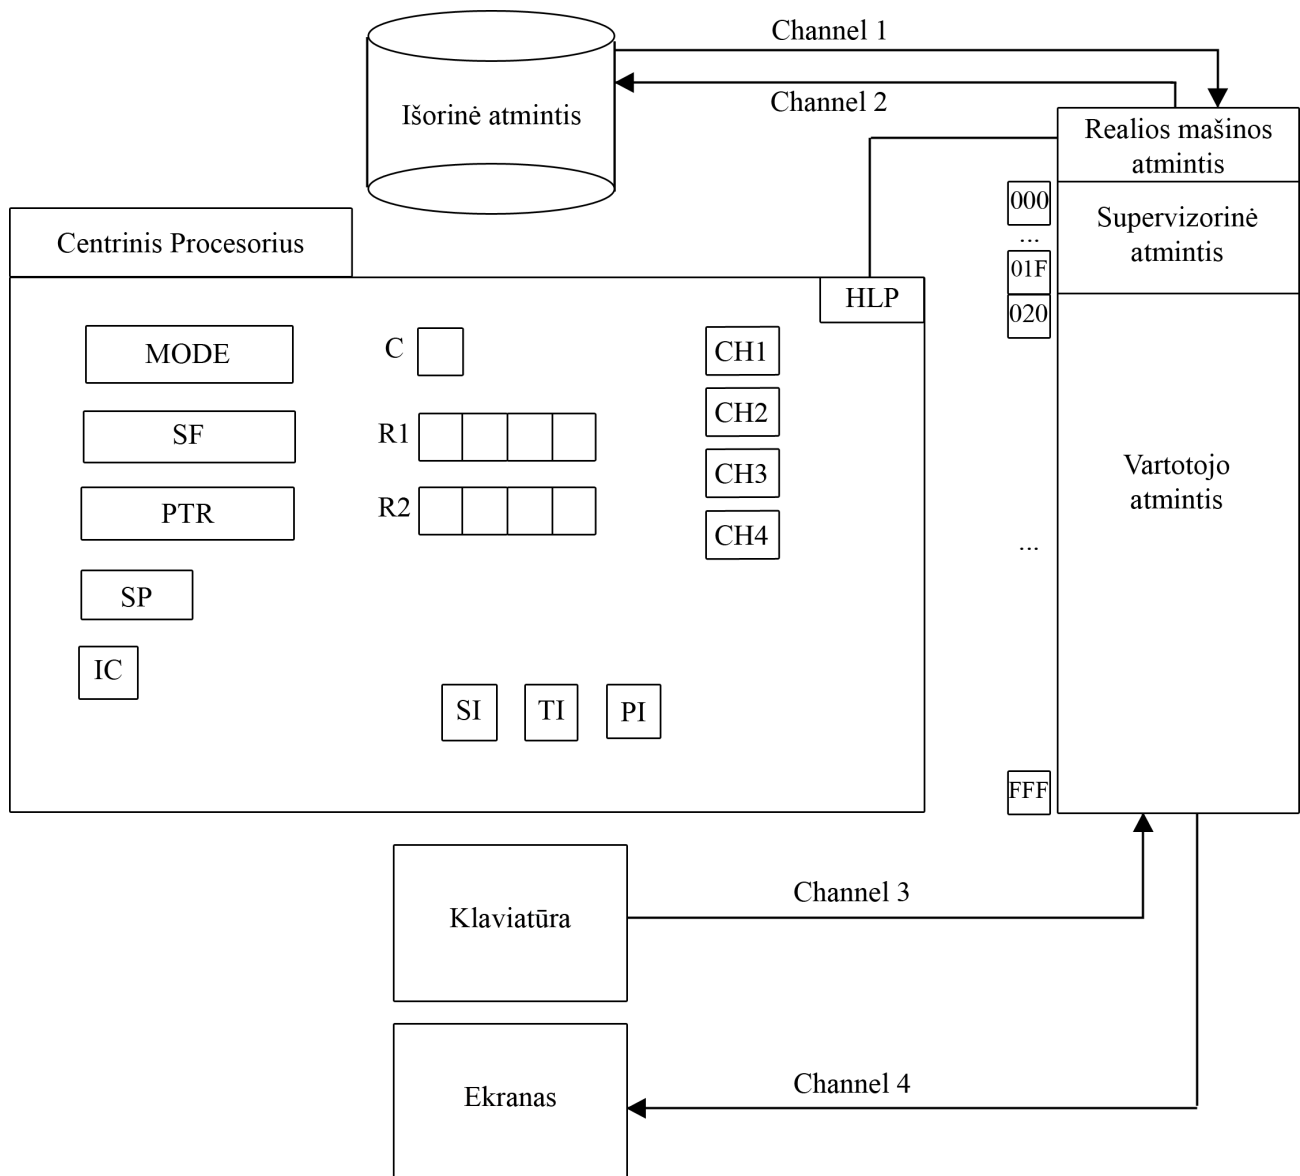 Channel 1
Išorinė atmintis
Channel 2
Realios mašinos
atmintis
000
Supervizorinė
atmintis
...
01F
020
Centrinis Procesorius
HLP
MODE
C
CH1
SF
R1
CH2
CH3
PTR
R2
CH4
SP
IC
SI
TI
PI
Vartotojo
atmintis
...
FFF
Klaviatūra
Channel 3
Ekranas
Channel 4